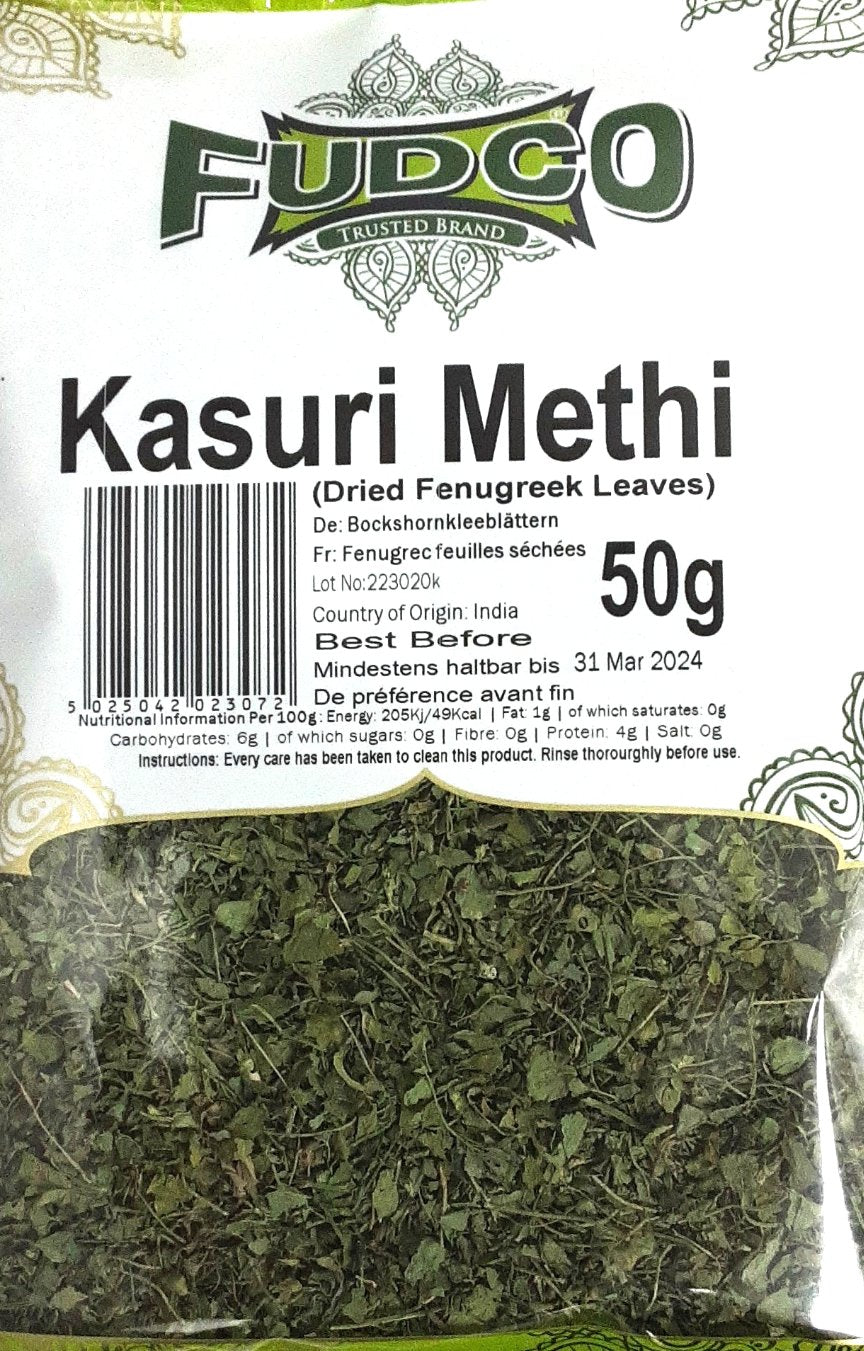 FUDCO
TRUSTED BRAND
Kasuri Methi
(Dried Fenugreek Leaves)
De: Bockshornkleeblättern
Fr: Fenugrec feuilles séchées
50g
Lot No:223020k
Country of Origin: India
Best Before
Mindestens haltbar bis 31 Mar 2024
De préférence avant fin
5 025042 023072
Nutritional Information Per 100g: Energy: 205Kj/49Kcal | Fat: 1g | of which saturates: 0g
Carbohydrates: 6g | of which sugars: 0g | Fibre: 0g | Protein: 4g | Salt: 0g
Instructions: Every care has been taken to clean this product. Rinse thorourghly before use.